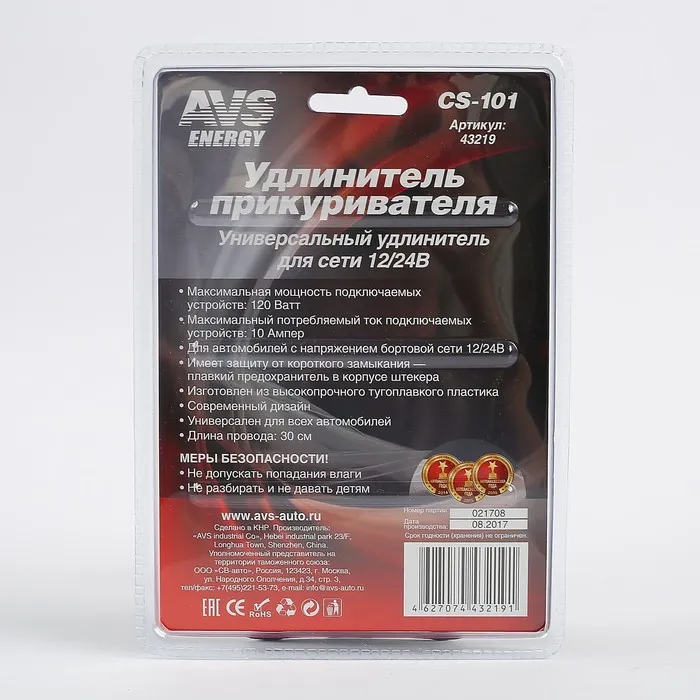 AVS
ENERGY
CS-101
Артикул:
43219
Удлинитель
прикуривателя
Универсальный удлинитель
для сети 12/24В
• Максимальная мощность подключаемых
устройств: 120 Ватт
• Максимальный потребляемый ток подключаемых
устройств: 10 Ампер
• Для автомобилей с напряжением бортовой сети 12/24В
• Имеет защиту от короткого замыкания —
плавкий предохранитель в корпусе штекера
• Изготовлен из высокопрочного тугоплавкого пластика
• Современный дизайн
• Универсален для всех автомобилей
• Длина провода: 30 см
МЕРЫ БЕЗОПАСНОСТИ!
• Не допускать попадания влаги
• Не разбирать и не давать детям
www.avs-auto.ru
Сделано в КНР. Производитель:
«AVS industrial Co», Hebei industrial park 23/F,
Longhua Town, Shenzhen, China.
Уполномоченный представитель на
территории таможенного союза:
ООО «СВ-авто», Россия, 123423, г. Москва,
ул. Народного Ополчения, д.34, стр. 3,
тел/факс: +7(495)221-53-73, e-mail: info@avs-auto.ru
Номер партии: 021708
Дата
производства: 08.2017
Срок годности (хранения) не ограничен.
EAC CE RoHS
4 627074 432191